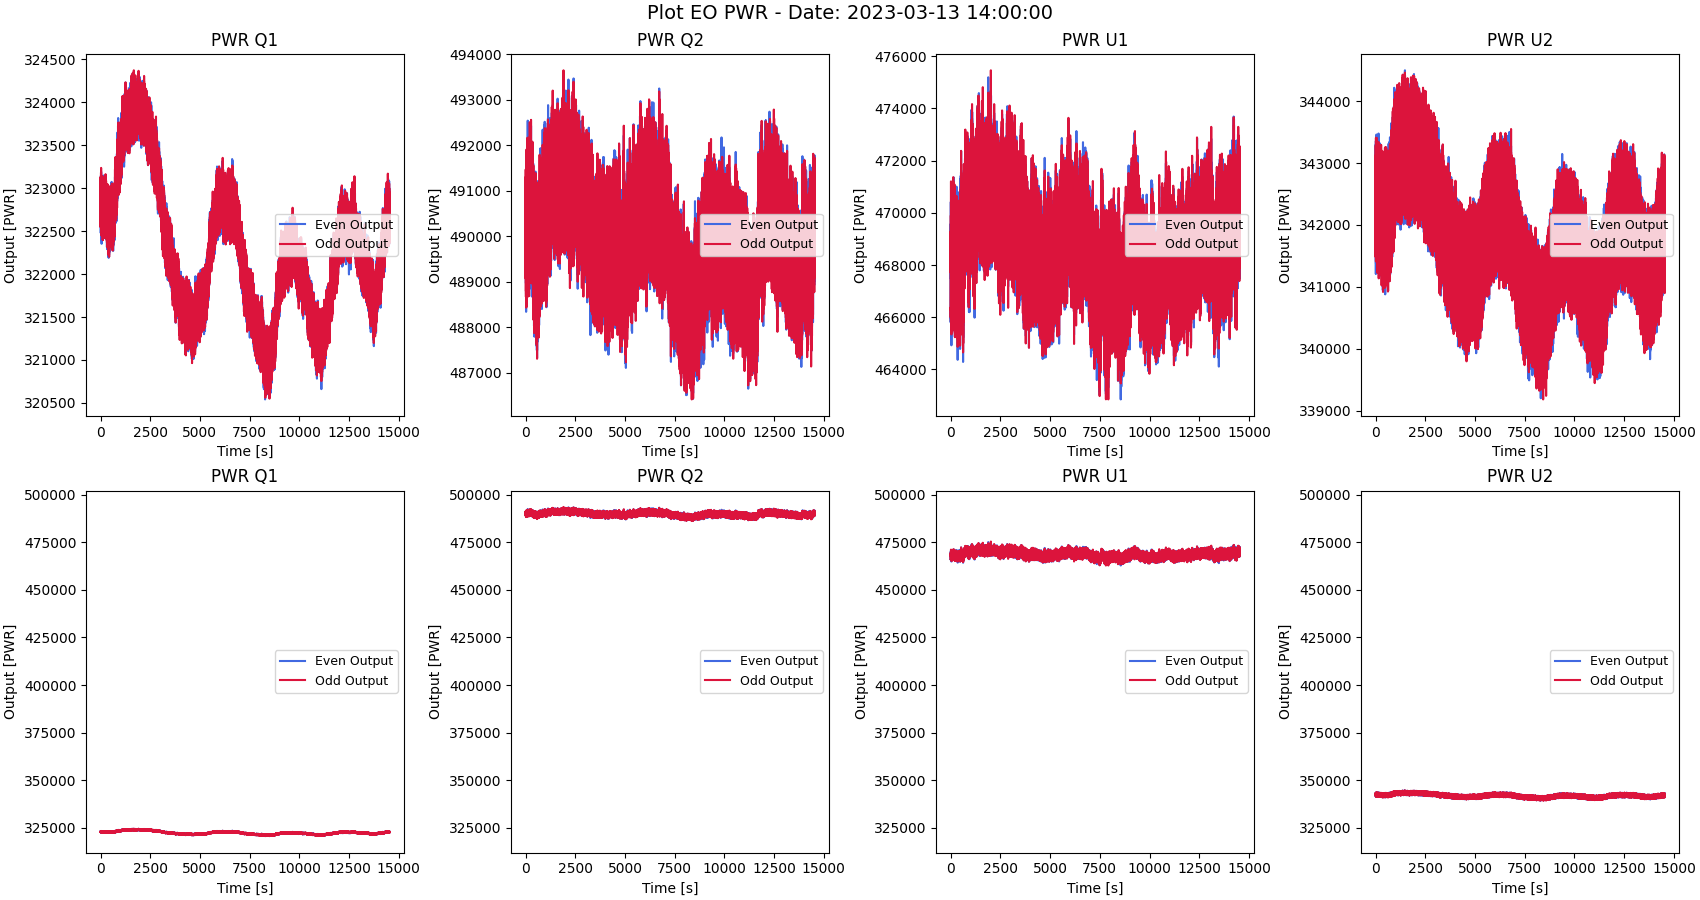 Plot EO PWR - Date: 2023-03-13 14:00:00
PWR Q1
Output [PWR]
324500
324000
323500
323000
322500
322000
321500
321000
320500
0 2500 5000 7500 10000 12500 15000
Time [s]
Even Output
Odd Output
PWR Q2
Output [PWR]
494000
493000
492000
491000
490000
489000
488000
487000
0 2500 5000 7500 10000 12500 15000
Time [s]
Even Output
Odd Output
PWR U1
Output [PWR]
476000
474000
472000
470000
468000
466000
464000
0 2500 5000 7500 10000 12500 15000
Time [s]
Even Output
Odd Output
PWR U2
Output [PWR]
344000
343000
342000
341000
340000
339000
0 2500 5000 7500 10000 12500 15000
Time [s]
Even Output
Odd Output
PWR Q1
Output [PWR]
500000
475000
450000
425000
400000
375000
350000
325000
0 2500 5000 7500 10000 12500 15000
Time [s]
Even Output
Odd Output
PWR Q2
Output [PWR]
500000
475000
450000
425000
400000
375000
350000
325000
0 2500 5000 7500 10000 12500 15000
Time [s]
Even Output
Odd Output
PWR U1
Output [PWR]
500000
475000
450000
425000
400000
375000
350000
325000
0 2500 5000 7500 10000 12500 15000
Time [s]
Even Output
Odd Output
PWR U2
Output [PWR]
500000
475000
450000
425000
400000
375000
350000
325000
0 2500 5000 7500 10000 12500 15000
Time [s]
Even Output
Odd Output